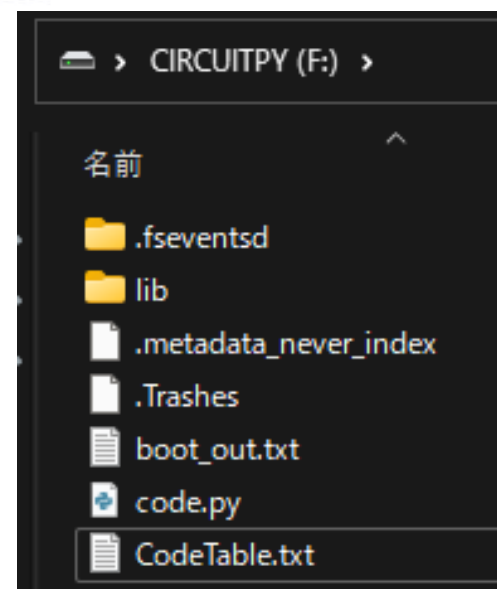 CIRCUITPY (F:)
名前
.fseventsd
lib
.metadata_never_index
.Trashes
boot_out.txt
code.py
CodeTable.txt